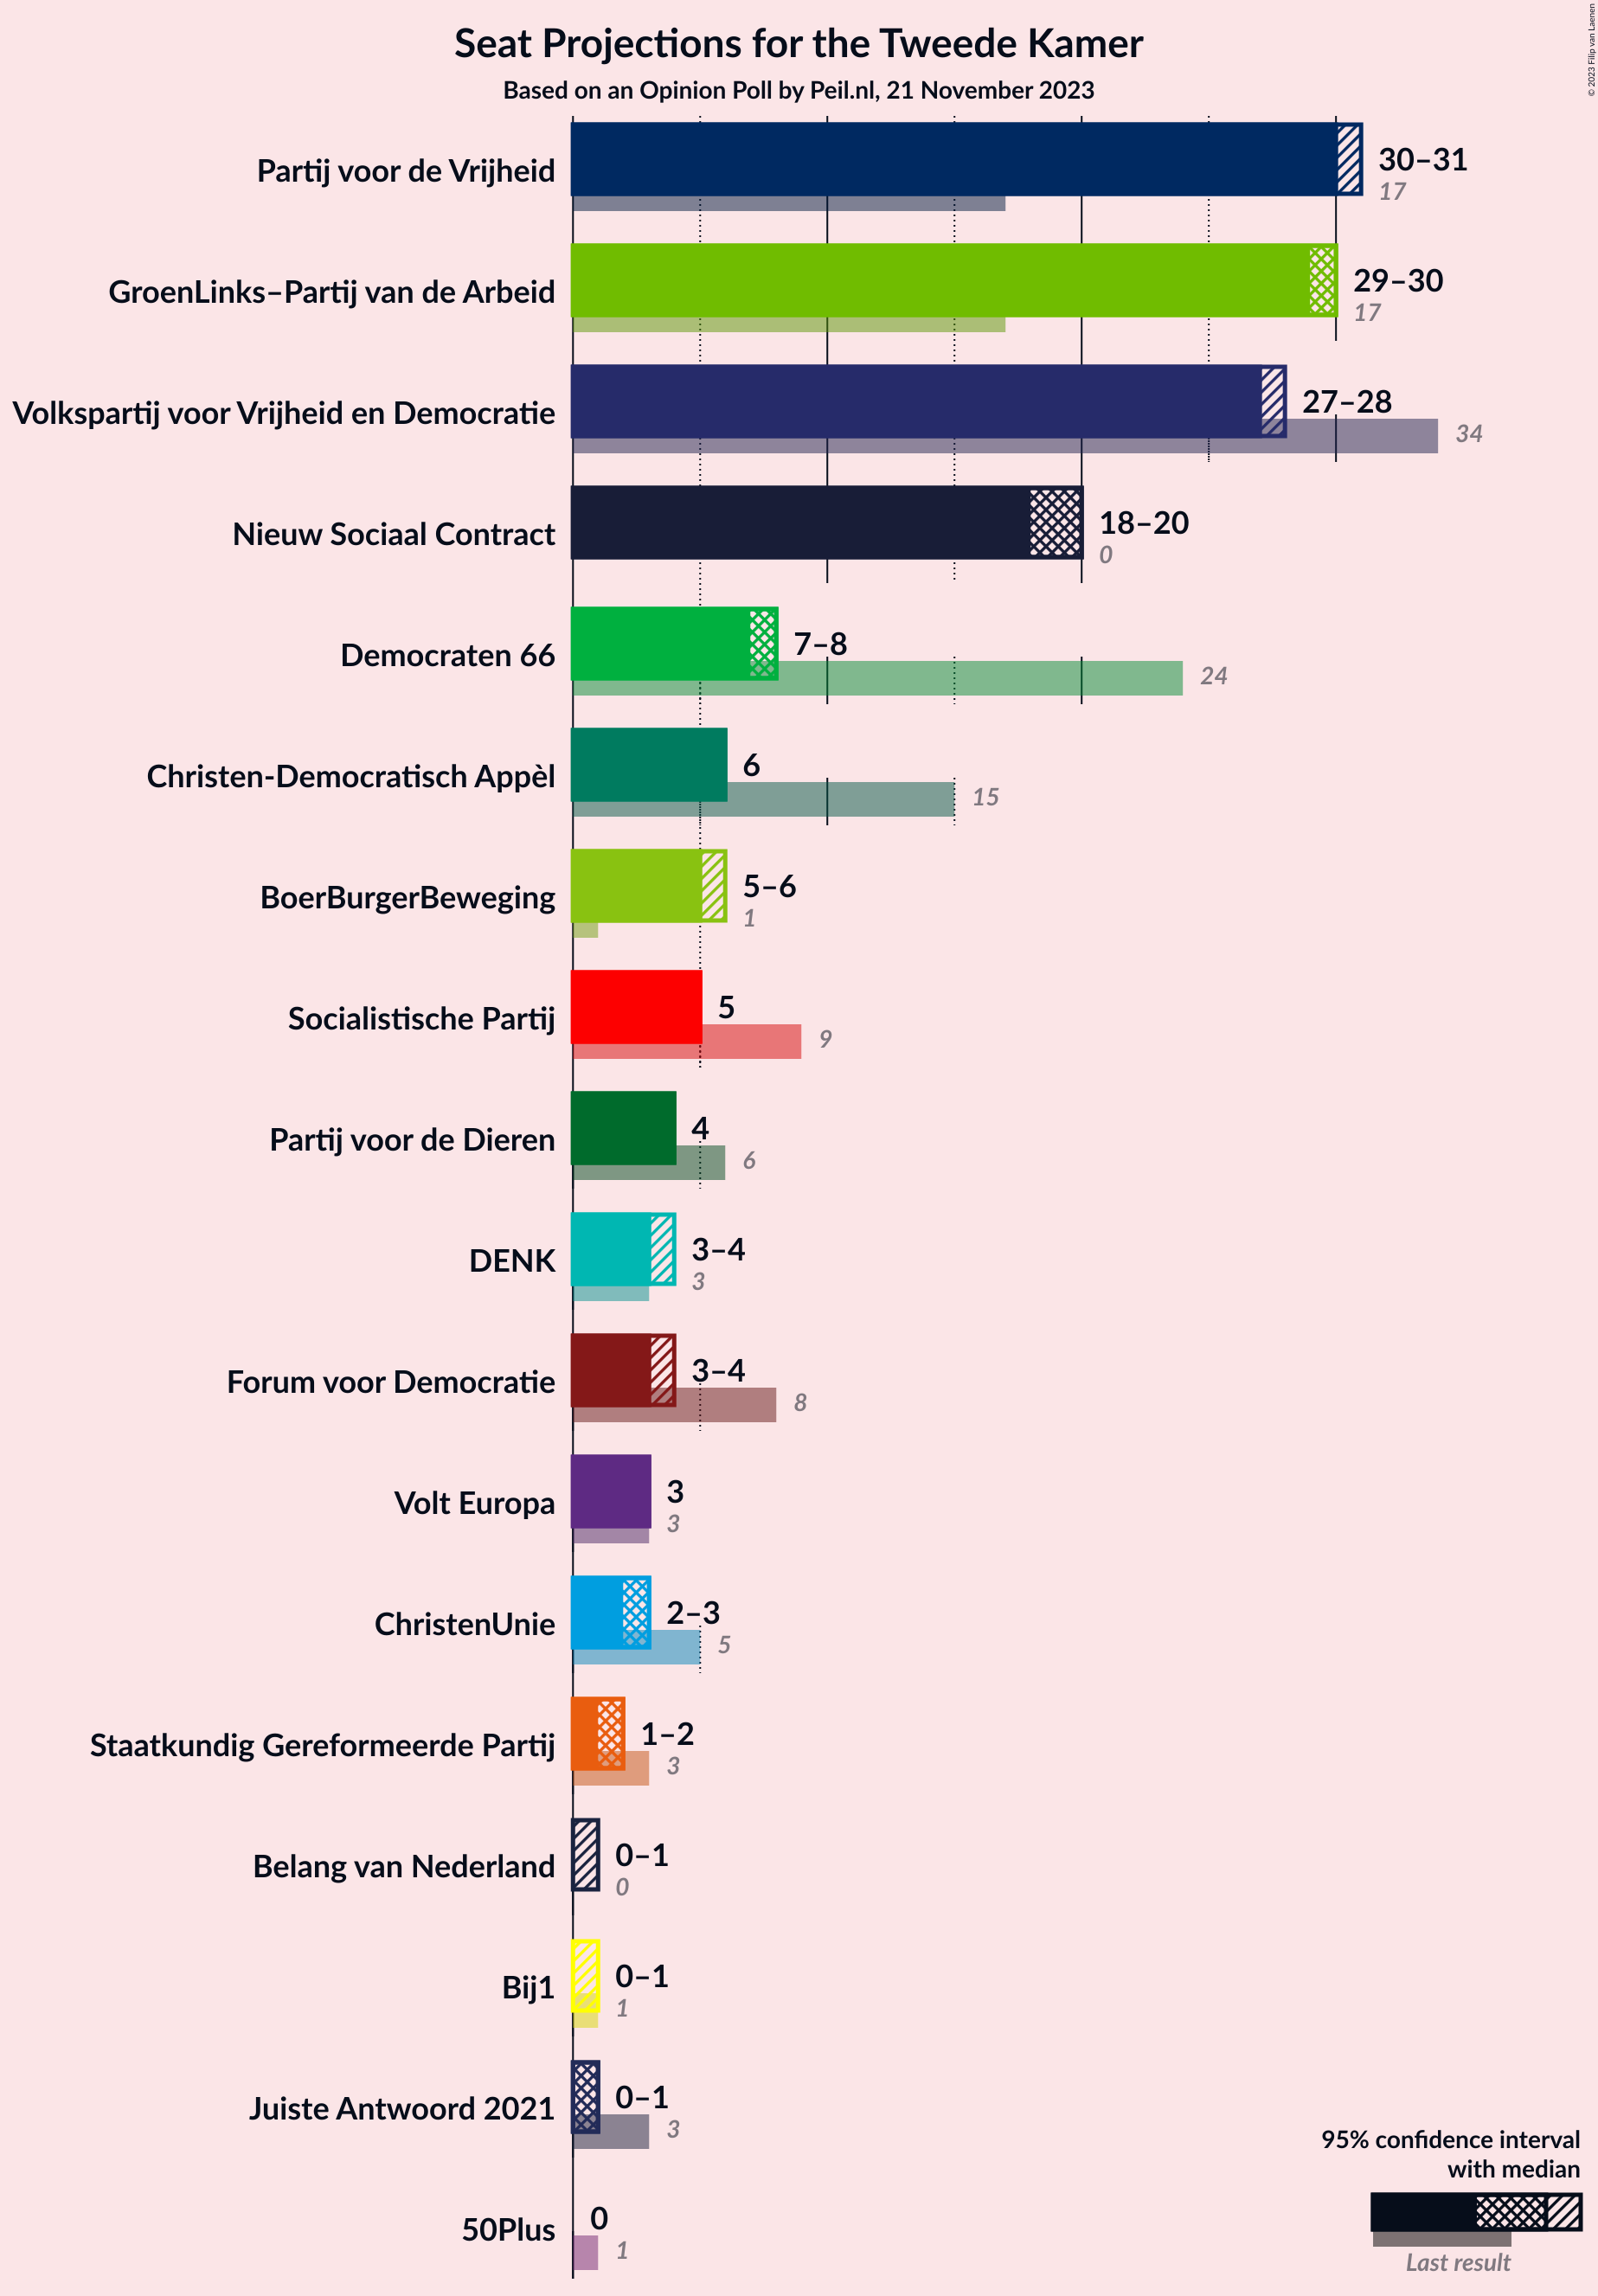 Seat Projections for the Tweede Kamer
Based on an Opinion Poll by Peil.nl, 21 November 2023
© 2023 Filip van Laenen
Partij voor de Vrijheid
30–31
17
GroenLinks–Partij van de Arbeid
29–30
17
Volkspartij voor Vrijheid en Democratie
27–28
34
Nieuw Sociaal Contract
18–20
0
Democraten 66
7–8
24
Christen-Democratisch Appèl
6
15
BoerBurgerBeweging
5–6
1
Socialistische Partij
5
9
Partij voor de Dieren
4
6
DENK
3–4
3
Forum voor Democratie
3–4
8
Volt Europa
3
3
ChristenUnie
2–3
5
Staatkundig Gereformeerde Partij
1–2
3
Belang van Nederland
0–1
0
Bij1
0–1
1
Juiste Antwoord 2021
0–1
3
50Plus
0
1
95% confidence interval
with median
Last result